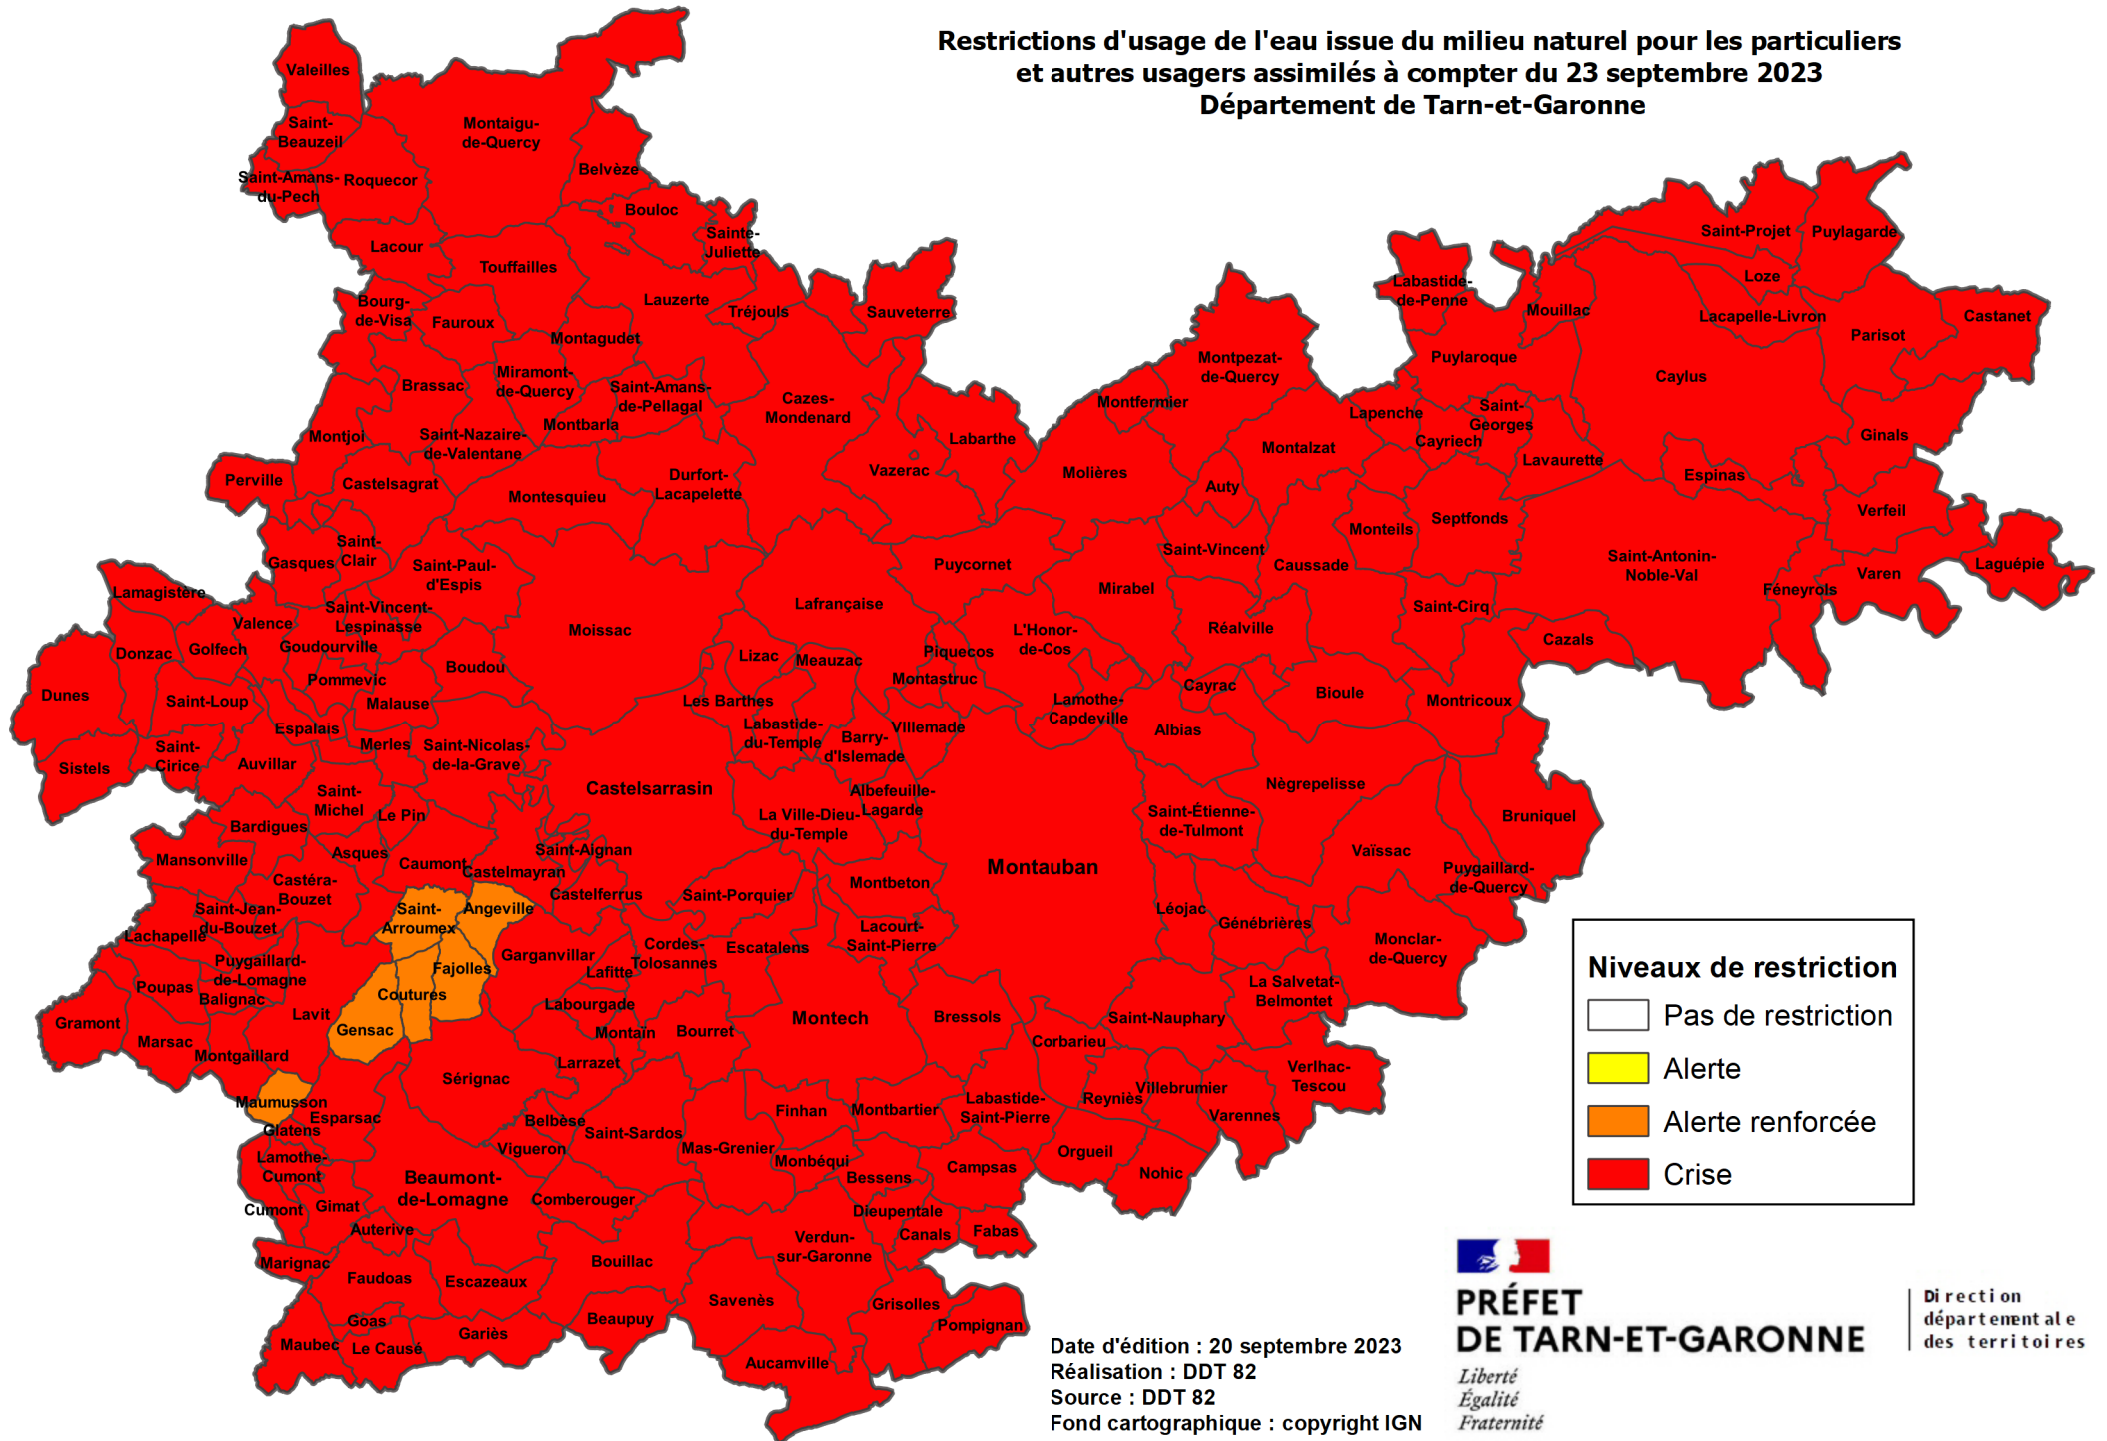 Restrictions d'usage de l'eau issue du milieu naturel pour les particuliers
et autres usagers assimilés à compter du 23 septembre 2023
Département de Tarn-et-Garonne
Valeilles
Saint-
Beauzeil
Montaigu-
de-Quercy
Saint-Amans-
du-Pech
Roquecor
Belvèze
Bouloc
Sainte-
Juliette
Lacour
Touffailles
Saint-Projet
Puylagarde
Loze
Labastide-
de-Penne
Mouillac
Lacapelle-Livron
Castanet
Parisot
Bourg-
de-Visa
Fauroux
Lauzerte
Tréjouls
Sauveterre
Montagudet
Puylaroque
Montpezat-
de-Quercy
Caylus
Brassac
Miramont-
de-Quercy
Saint-Amans-
de-Pellagal
Cazes-
Mondenard
Montfermier
Lapenche
Saint-
Georges
Cayriech
Ginals
Montbarla
Montjoi
Saint-Nazaire-
de-Valentane
Labarthe
Montalzat
Lavaurette
Espinas
Perville
Castelsagrat
Montesquieu
Durfort-
Lacapelette
Vazerac
Molières
Auty
Verfeil
Septfonds
Monteils
Gasques
Saint-
Clair
Saint-Paul-
d'Espis
Puycornet
Saint-Vincent
Caussade
Saint-Antonin-
Noble-Val
Laguépie
Varen
Féneyrols
Lamagistère
Saint-Vincent-
Lespinasse
Lafrançaise
Mirabel
Saint-Cirq
Valence
Moissac
L'Honor-
de-Cos
Réalville
Cazals
Donzac
Golfech
Goudourville
Lizac
Meauzac
Piquecos
Boudou
Pommevic
Montastruc
Cayrac
Bioule
Montricoux
Dunes
Saint-Loup
Malause
Les Barthes
Lamothe-
Capdeville
Espalais
Labastide-
du-Temple
VIllemade
Albias
Merles
Saint-Nicolas-
de-la-Grave
Barry-
d'Islemade
Sistels
Saint-
Cirice
Auvillar
Castelsarrasin
Nègrepelisse
Saint-
Michel
Le Pin
Albefeuille-
Lagarde
La Ville-Dieu-
du-Temple
Saint-Étienne-
de-Tulmont
Bruniquel
Bardigues
Asques
Saint-Aignan
Vaïssac
Mansonville
Caumont
Castelmayran
Montauban
Puygaillard-
de-Quercy
Castéra-
Bouzet
Castelferrus
Saint-Porquier
Montbeton
Saint-Jean-
du-Bouzet
Saint-
Arroumex
Angeville
Léojac
Génébrières
Lachapelle
Lacourt-
Saint-Pierre
Escatalens
Cordes-
Tolosannes
Garganvillar
Monclar-
de-Quercy
Puygaillard-
de-Lomagne
Fajolles
Lafitte
Poupas
Balignac
Coutures
Labourgade
La Salvetat-
Belmontet
Gramont
Lavit
Gensac
Montaïn
Bourret
Montech
Bressols
Saint-Nauphary
Marsac
Montgaillard
Larrazet
Corbarieu
Sérignac
Verlhac-
Tescou
Maumusson
Esparsac
Villebrumier
Reyniès
Varennes
Labastide-
Saint-Pierre
Finhan
Montbartier
Glatens
Belbèse
Saint-Sardos
Mas-Grenier
Vigueron
Orgueil
Lamothe-
Cumont
Monbéqui
Campsas
Nohic
Bessens
Beaumont-
de-Lomagne
Comberouger
Cumont
Gimat
Dieupentale
Auterive
Canals
Fabas
Verdun-
sur-Garonne
Marignac
Faudoas
Escazeaux
Bouillac
Savenès
Grisolles
Goas
Beaupuy
Pompignan
Maubec
Le Causé
Gariès
Aucamville
Niveaux de restriction
Pas de restriction
Alerte
Alerte renforcée
Crise
Date d'édition : 20 septembre 2023
Réalisation : DDT 82
Source : DDT 82
Fond cartographique : copyright IGN
PRÉFET
DE TARN-ET-GARONNE
Liberté
Égalité
Fraternité
Direction
départementale
des territoires